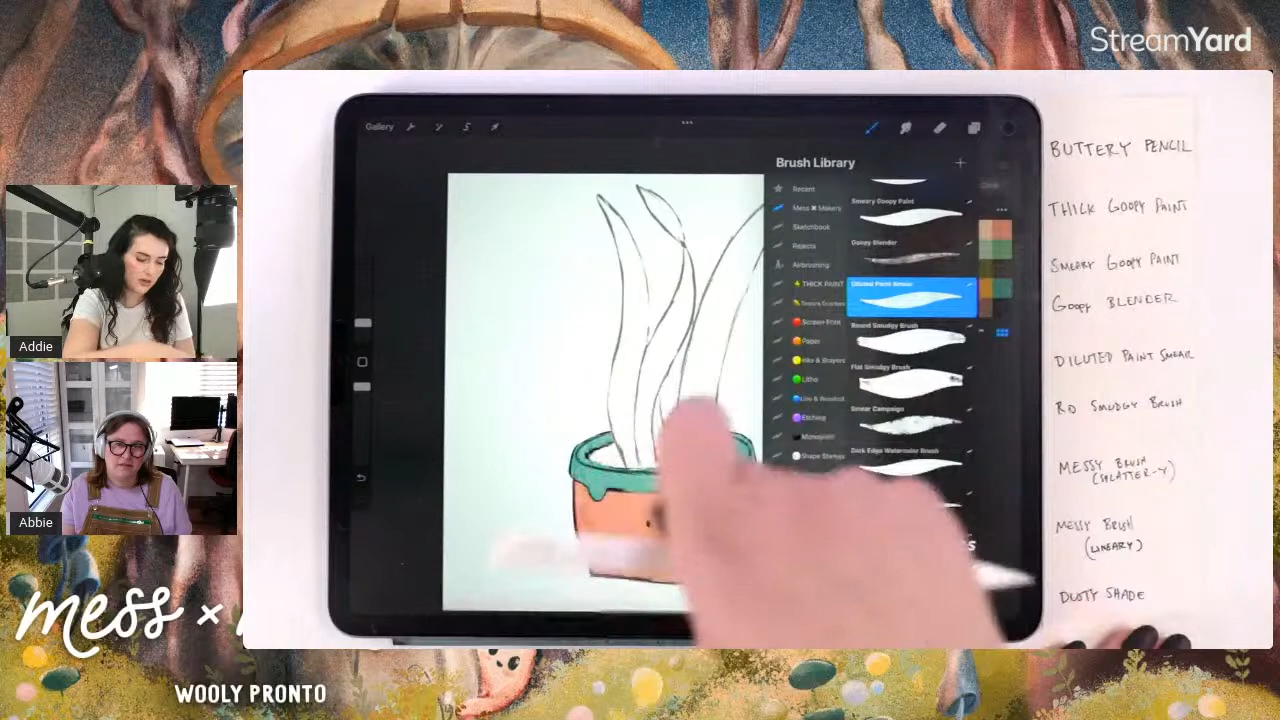 StreamYard
Gallery
Brush Library
Recent
Mess ✖ Makery
Sketchbook
Rejects
Airbrushing
THICK PAINT
Screen Print
Paper
Inks & Brayers
Litho
Etching
Monoprint
Shape Stamps
Smeary Goopy Paint
Goopy Blender
Diluted Paint Smear
Round Smudgy Brush
Flat Smudgy Brush
Smear Campaign
Dark Edge Watercolor Brush
BUTTERY PENCIL
THICK GOOPY PAINT
SMEARY GOOPY PAINT
GOOPY BLENDER
DILUTED PAINT SMEAR
RD SMUDGY BRUSH
MESSY BRUSH
(SPLATTER-Y)
MESSY BRUSH
(LINEARY)
DUSTY SHADE
Addie
Abbie
mess ×
WOOLY PRONTO